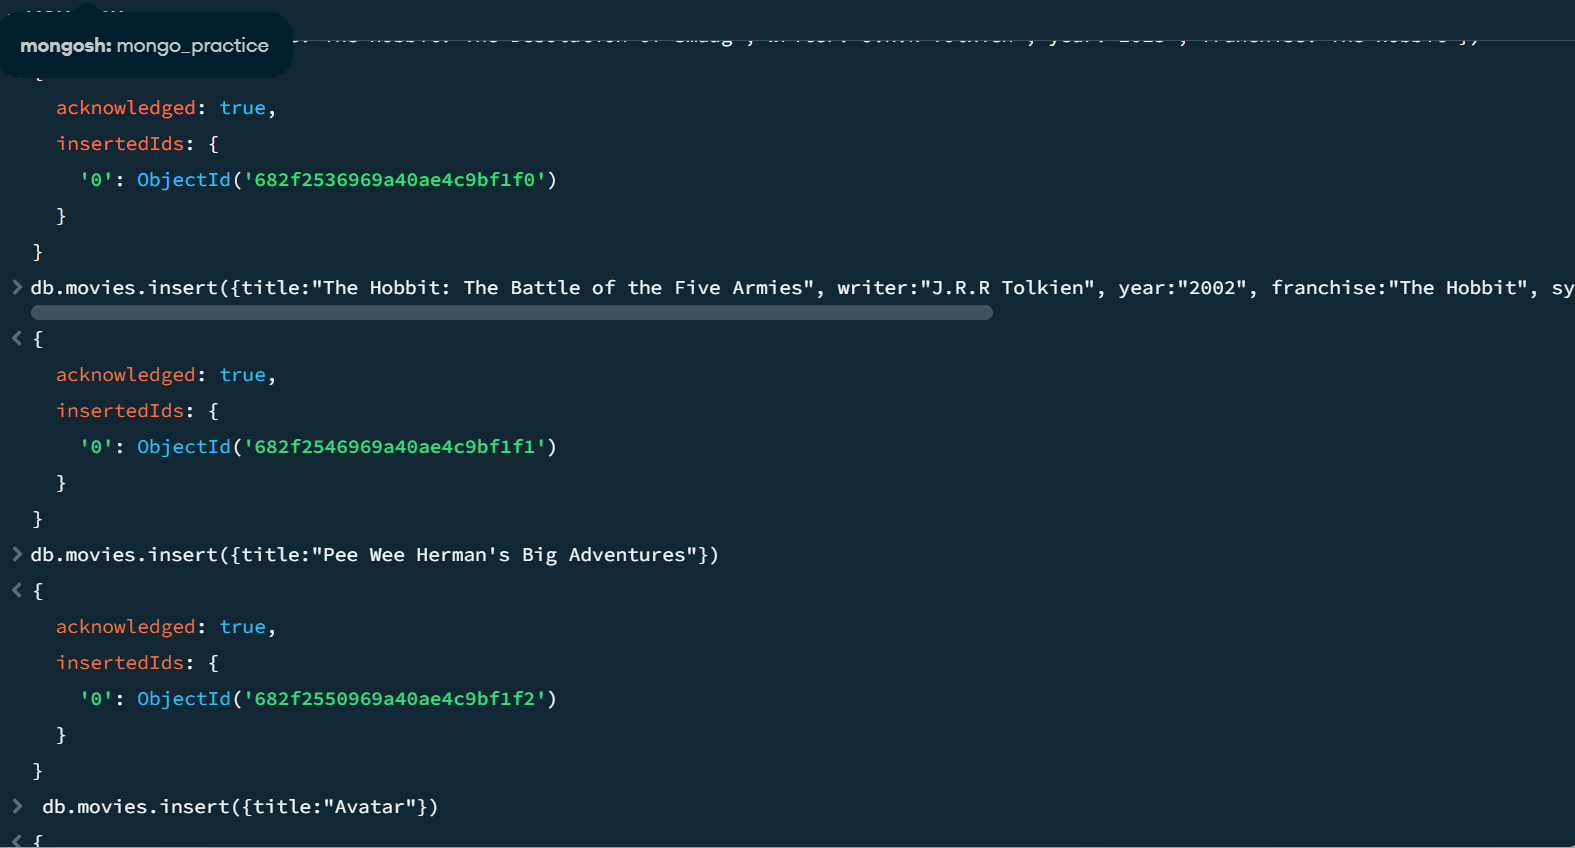 mongosh: mongo_practice
{
acknowledged: true,
insertedIds: {
'0': ObjectId('682f2536969a40ae4c9bf1f0')
}
}
db.movies.insert({title:"The Hobbit: The Battle of the Five Armies", writer:"J.R.R Tolkien", year:"2002", franchise:"The Hobbit", sy
{
acknowledged: true,
insertedIds: {
'0': ObjectId('682f2546969a40ae4c9bf1f1')
}
}
db.movies.insert({title:"Pee Wee Herman's Big Adventures"})
{
acknowledged: true,
insertedIds: {
'0': ObjectId('682f2550969a40ae4c9bf1f2')
}
}
db.movies.insert({title:"Avatar"})
{